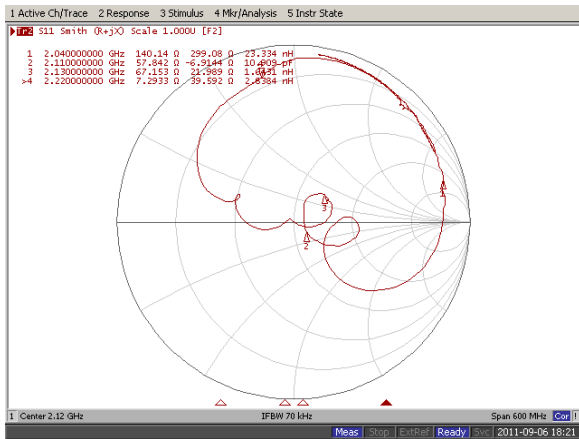 1 Active Ch/Trace 2 Response 3 Stimulus 4 Mkr/Analysis 5 Instr State
Tr2 S11 Smith (R+jX) Scale 1.000U [F2]
1 2.040000000 GHz 140.14 Ω 299.08 Ω 23.334 nH
2 2.110000000 GHz 57.842 Ω -6.9144 Ω 10.909 pF
3 2.130000000 GHz 67.153 Ω 21.989 Ω nH
>4 2.220000000 GHz 7.2933 Ω 39.592 Ω 2.8384 nH
1
3
2
1 Center 2.12 GHz IFBW 70 kHz Span 600 MHz Cor !
Meas Stop ExtRef Ready Svc 2011-09-06 18:21